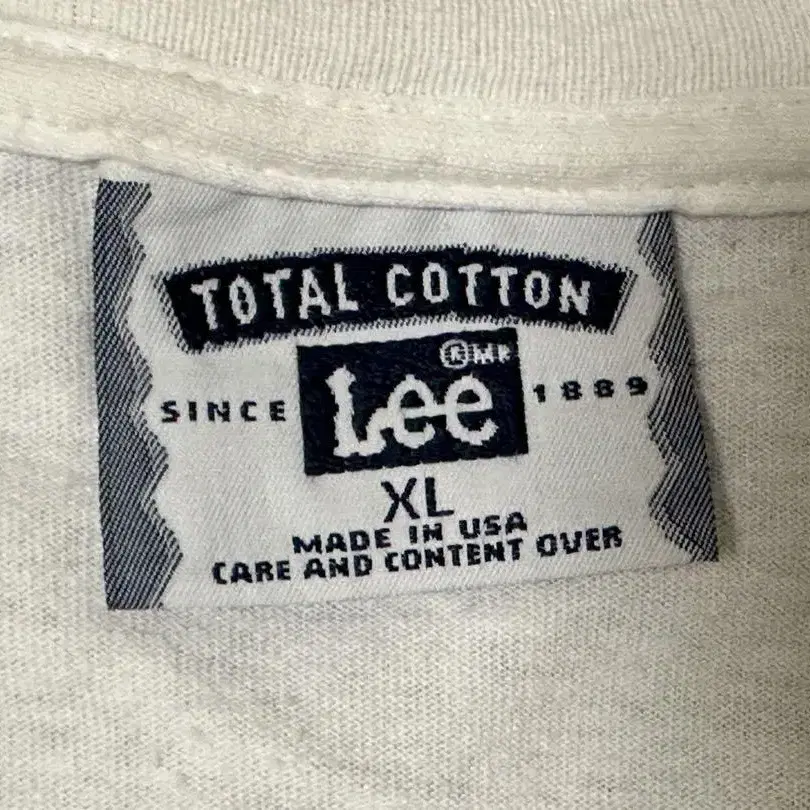 TOTAL COTTON
Lee
SINCE 1889
XL
MADE IN USA
CARE AND CONTENT OVER